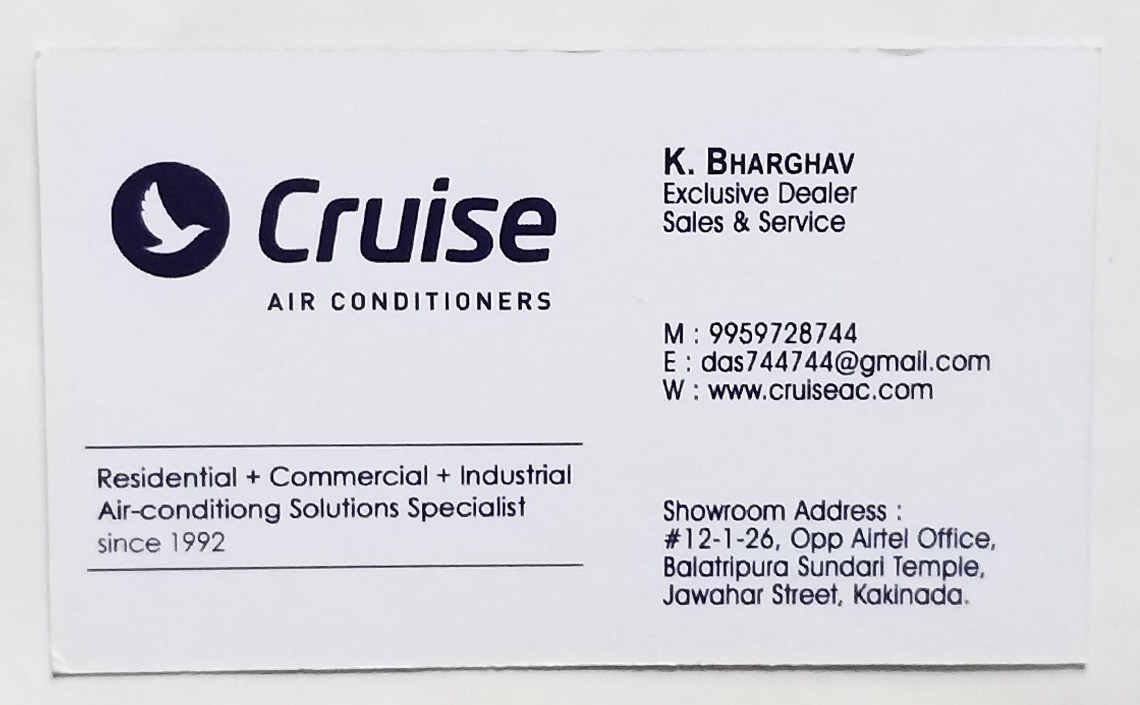 Cruise
AIR CONDITIONERS
Residential + Commercial + Industrial
Air-conditiong Solutions Specialist
since 1992
K. BHARGHAV
Exclusive Dealer
Sales & Service
M : 9959728744
E : das744744@gmail.com
W : www.cruiseac.com
Showroom Address :
#12-1-26, Opp Airtel Office,
Balatripura Sundari Temple,
Jawahar Street, Kakinada.